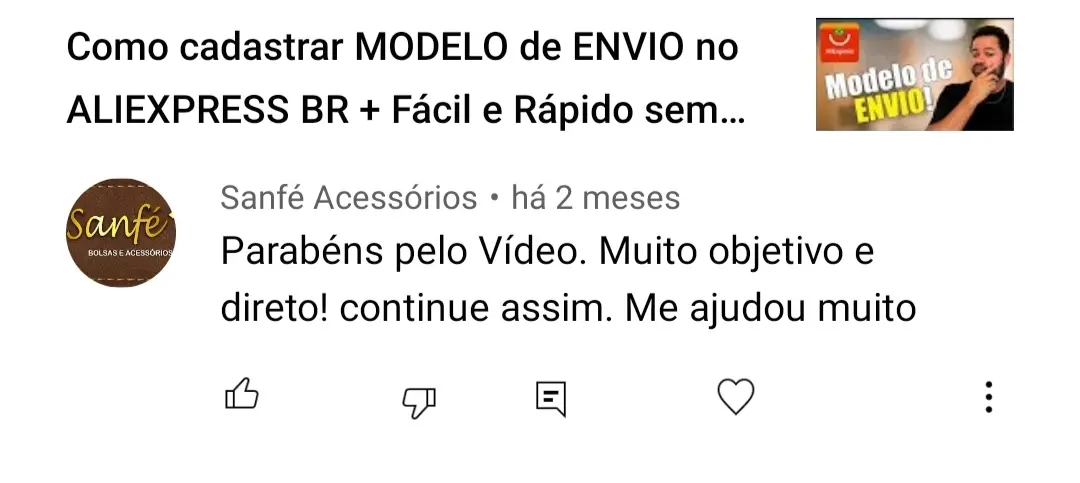 Como cadastrar MODELO de ENVIO no
ALIEXPRESS BR + Fácil e Rápido sem...
AliExpress
Modelo de
ENVIO!
Sanfé Acessórios • há 2 meses
Sanfé
BOLSAS E ACESSÓRIOS
Parabéns pelo Vídeo. Muito objetivo e
direto! continue assim. Me ajudou muito